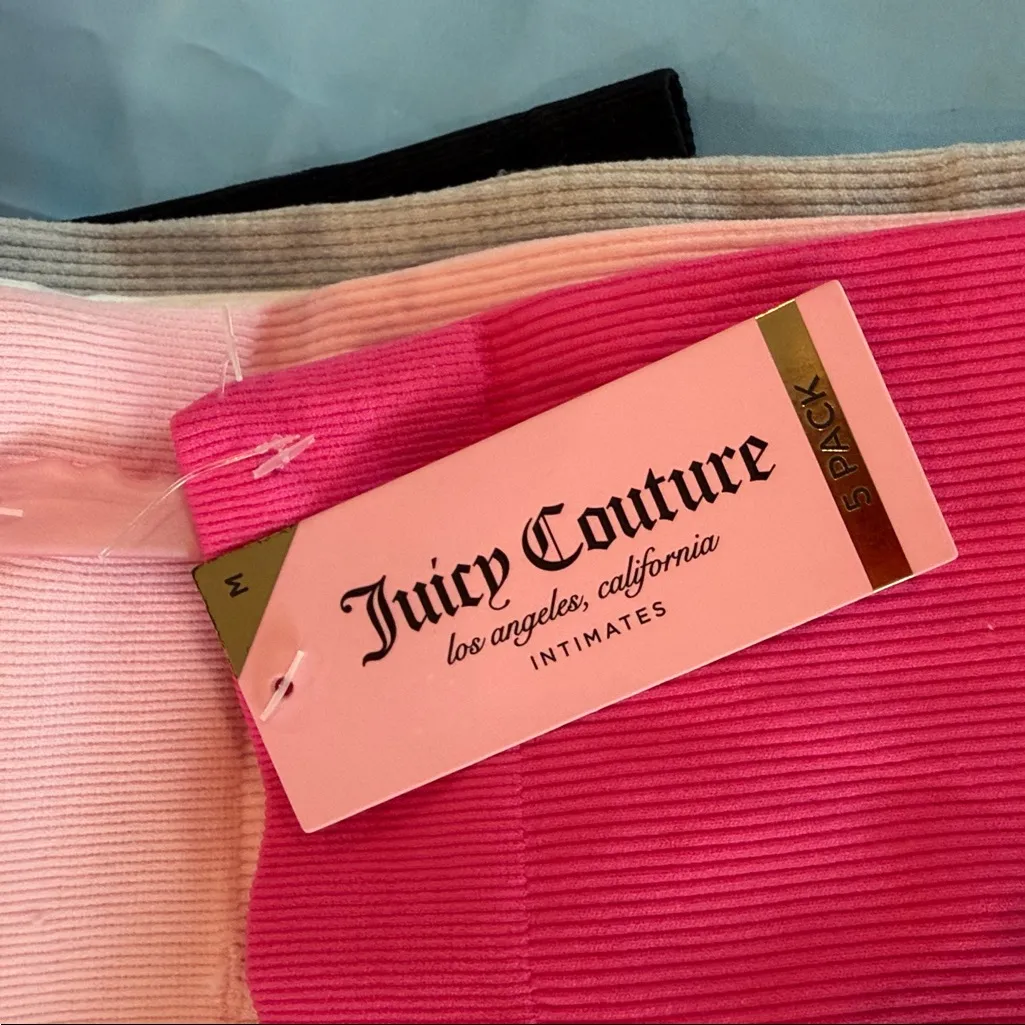 M
Juicy Couture
los angeles, california
INTIMATES
5 PACK